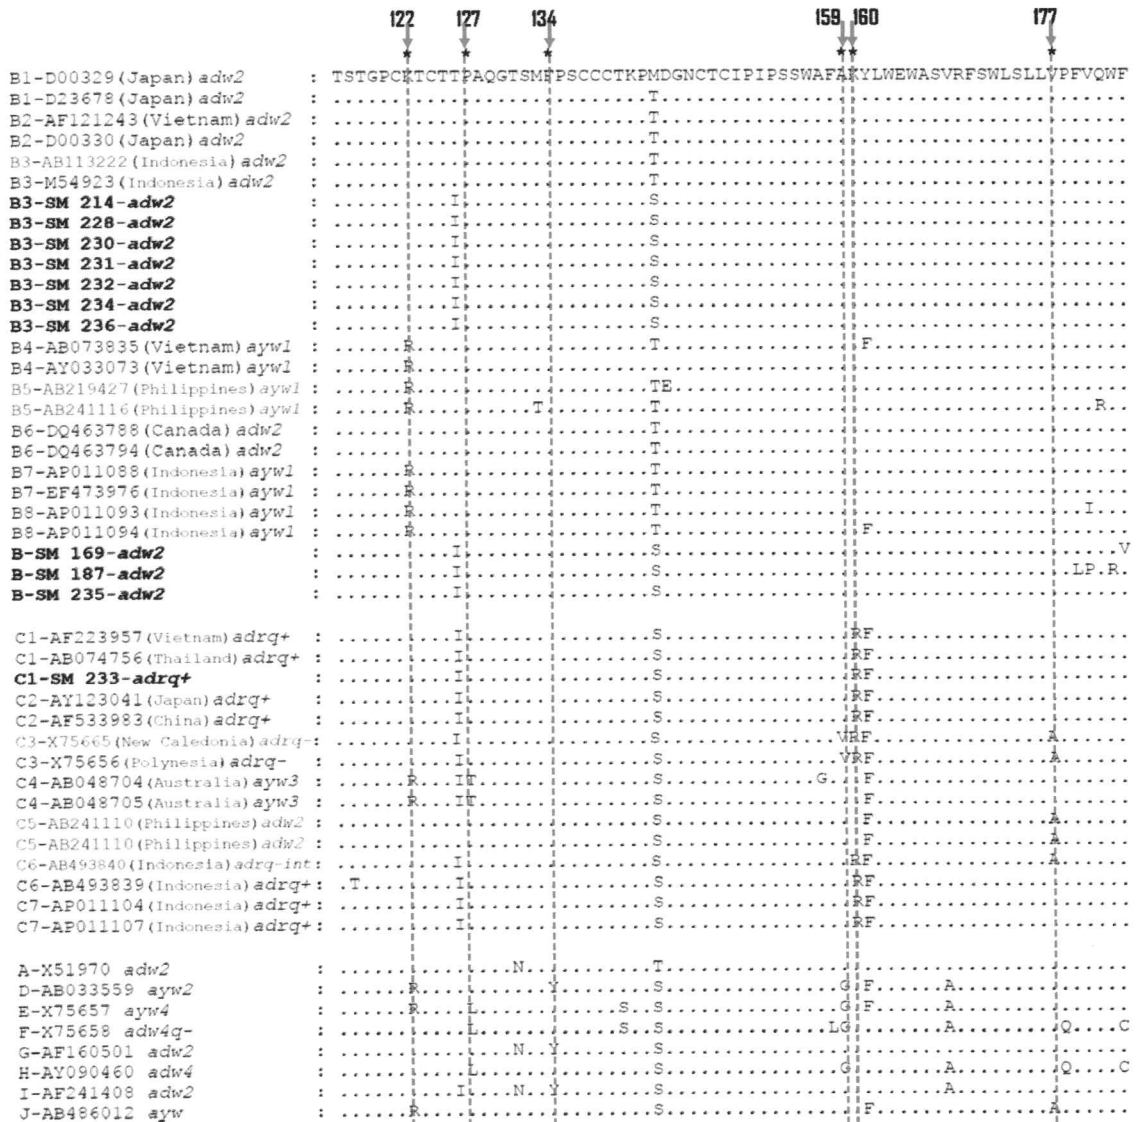 122 127 134 159 160 177
* * * * * *
B1-D00329(Japan)adw2 : TSTGPCKTCTTPAQGTSMFPSCCCTKPMDGNCTCIPIPSSWAFAKYLWEWASVRFSWLSLLVPFVQWF
B1-D23678(Japan)adw2 : ...........................T........................................
B2-AF121243(Vietnam)adw2 : ...........................T........................................
B2-D00330(Japan)adw2 : ...........................T........................................
B3-AB113222(Indonesia)adw2 : ...........................T........................................
B3-M54923(Indonesia)adw2 : ...........................T........................................
B3-SM 214-adw2 : ..........I................S........................................
B3-SM 228-adw2 : ..........I................S........................................
B3-SM 230-adw2 : ..........I................S........................................
B3-SM 231-adw2 : ..........I................S........................................
B3-SM 232-adw2 : ..........I................S........................................
B3-SM 234-adw2 : ..........I................S........................................
B3-SM 236-adw2 : ..........I................S........................................
B4-AB073835(Vietnam)ayw1 : ......R....................T.................F......................
B4-AY033073(Vietnam)ayw1 : ......R.............................................................
B5-AB219427(Philippines)ayw1 : ......R....................TE.......................................
B5-AB241116(Philippines)ayw1 : ......R..........T.........T.....................................R..
B6-DQ463788(Canada)adw2 : ...........................T........................................
B6-DQ463794(Canada)adw2 : ...........................T........................................
B7-AP011088(Indonesia)ayw1 : ......R....................T........................................
B7-EF473976(Indonesia)ayw1 : ......R....................T........................................
B8-AP011093(Indonesia)ayw1 : ......R.........................................................I...
B8-AP011094(Indonesia)ayw1 : ......R....................T.................F......................
B-SM 169-adw2 : ..........I................S.......................................V
B-SM 187-adw2 : ..........I................S...................................LP.R.
B-SM 235-adw2 : ..........I................S........................................
C1-AF223957(Vietnam)adrq+ : ..........I................S................RF......................
C1-AB074756(Thailand)adrq+ : ..........I................S................RF......................
C1-SM 233-adrq+ : ..........I................S................RF......................
C2-AY123041(Japan)adrq+ : ..........I................S................RF......................
C2-AF533983(China)adrq+ : ..........I................S................RF......................
C3-X75665(New Caledonia)adrq-: ..........I................S...............VRF...............A......
C3-X75656(Polynesia)adrq- : ..........I................S...............VRF...............A......
C4-AB048704(Australia)ayw3 : ......R...IT...............S.............G...F......................
C4-AB048705(Australia)ayw3 : ......R...IT...............S.................F......................
C5-AB241110(Philippines)adw2 : ...........................S.................F...............A......
C5-AB241110(Philippines)adw2 : ...........................S.................F...............A......
C6-AB493840(Indonesia)adrq-int: ..........I................S................RF...............A......
C6-AB493839(Indonesia)adrq+: .T........I................S................RF......................
C7-AP011104(Indonesia)adrq+: ..........I................S................RF......................
C7-AP011107(Indonesia)adrq+: ..........I................S................RF......................
A-X51970 adw2 : ...............N...........T........................................
D-AB033559 ayw2 : ......R...........Y........S...............G.F......A...............
E-X75657 ayw4 : ......R....L............S..S...............G.F......A...............
F-X75658 adw4q- : ...........L............S..S..............LG........A.........Q....C
G-AF160501 adw2 : ...............N..Y........S........................................
H-AY090460 adw4 : ...........L...............S...............G........A.........Q....C
I-AF241408 adw2 : ..........I....N..Y........S........................A...............
J-AB486012 ayw : ......R....................S.................F...............A......